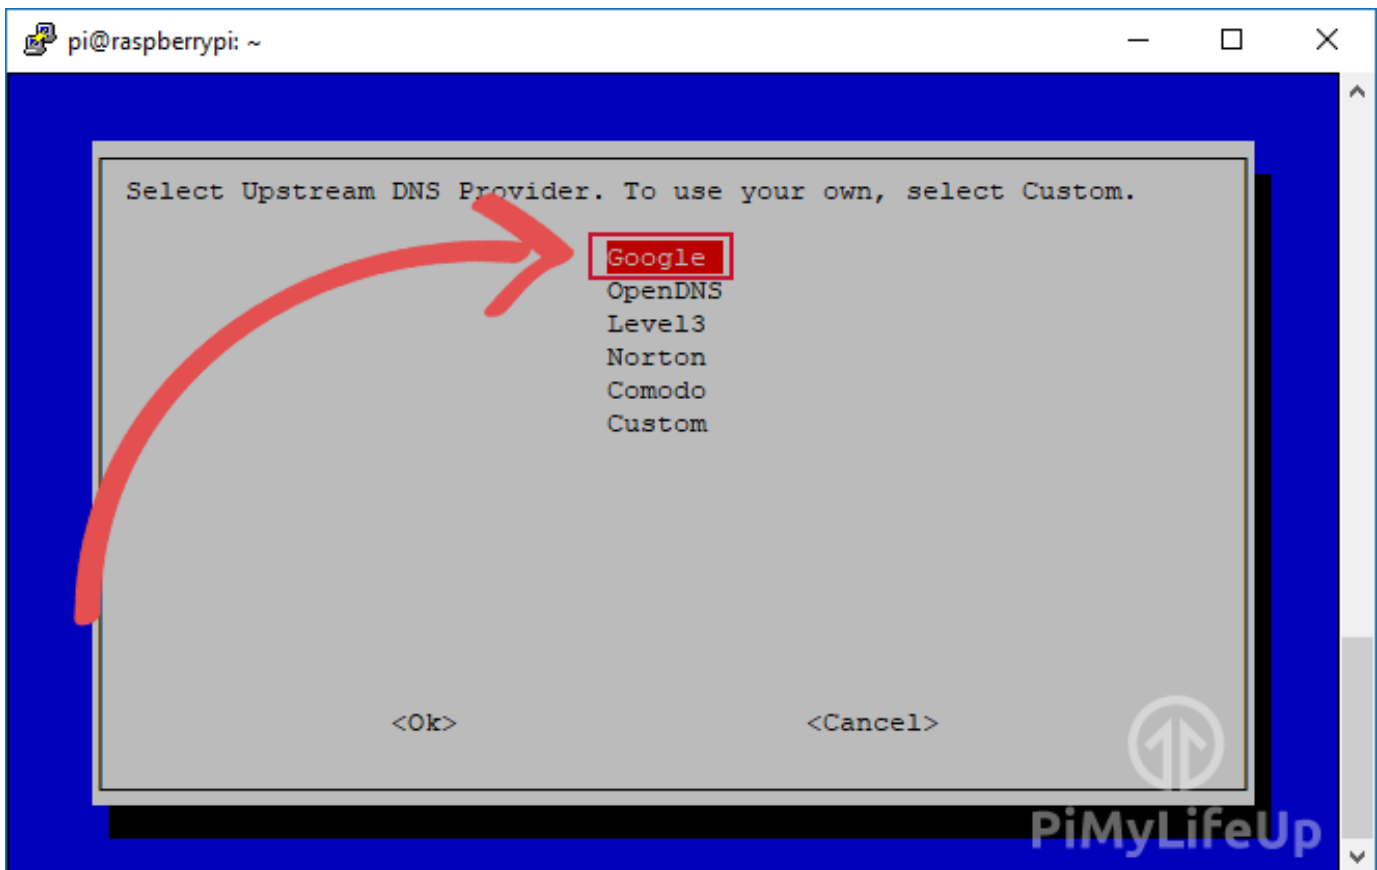 pi@raspberrypi: ~
Select Upstream DNS Provider. To use your own, select Custom.
Google
OpenDNS
Level3
Norton
Comodo
Custom
<Ok> <Cancel>
PiMyLifeUp